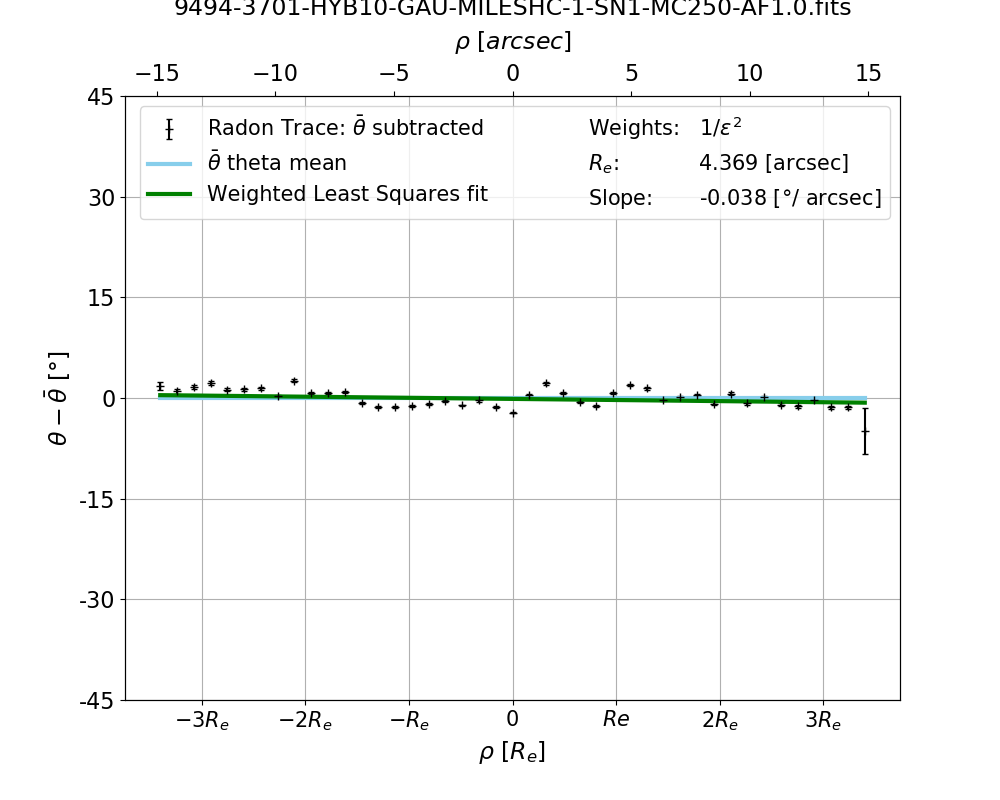 9494-3701-HYB10-GAU-MILESHC-1-SN1-MC250-AF1.0.fits
ρ [arcsec]
−15 −10 −5 0 5 10 15
Radon Trace: θ̄ subtracted
θ̄ theta mean
Weighted Least Squares fit
Weights: 1/ε²
Rₑ: 4.369 [arcsec]
Slope: -0.038 [°/ arcsec]
θ − θ̄ [°]
45
30
15
0
-15
-30
-45
−3Rₑ −2Rₑ −Rₑ 0 Re 2Rₑ 3Rₑ
ρ [Rₑ]